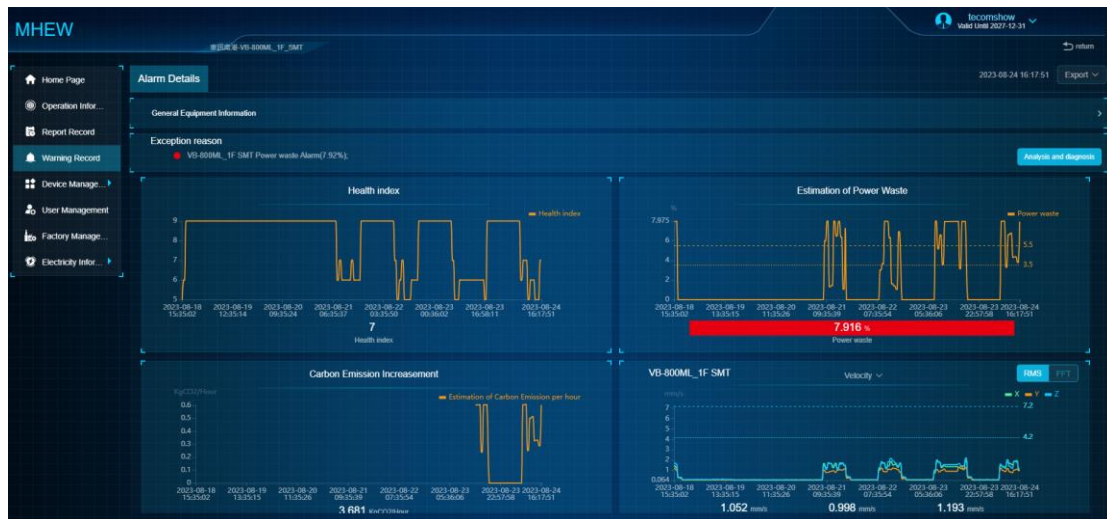 MHEW
tecomshow
Valid Until 2027-12-31
VB-800ML_1F_SMT
return
Home Page
Operation Infor...
Report Record
Warning Record
Device Manage...
User Management
Factory Manage...
Electricity Infor...
Alarm Details
2023-08-24 16:17:51
Export
General Equipment Information
Exception reason
VB-800ML_1F SMT Power waste Alarm(7.92%);
Analysis and diagnosis
Health index
Health index
9
8
7
6
5
2023-08-18 15:35:02
2023-08-19 12:35:14
2023-08-20 09:35:24
2023-08-21 06:35:37
2023-08-22 03:35:50
2023-08-23 00:36:02
2023-08-23 16:58:11
2023-08-24 16:17:51
7
Health index
Estimation of Power Waste
%
Power waste
7.975
6
4
2
0
5.5
3.5
2023-08-18 15:35:02
2023-08-19 13:35:15
2023-08-20 11:35:26
2023-08-21 09:35:39
2023-08-22 07:35:54
2023-08-23 05:36:06
2023-08-23 22:57:58
2023-08-24 16:17:51
7.916 %
Power waste
Carbon Emission Increasement
KgCO2/Hour
Estimation of Carbon Emission per hour
0.6
0.5
0.4
0.3
0.2
0.1
0
2023-08-18 15:35:02
2023-08-19 13:35:15
2023-08-20 11:35:26
2023-08-21 09:35:39
2023-08-22 07:35:54
2023-08-23 05:36:06
2023-08-23 22:57:58
2023-08-24 16:17:51
3.681 KgCO2/Hour
VB-800ML_1F SMT
Velocity
RMS
FFT
mm/s
X
Y
Z
7
6
5
4
3
2
1
0.064
7.2
4.2
2023-08-18 15:35:02
2023-08-19 13:35:15
2023-08-20 11:35:26
2023-08-21 09:35:39
2023-08-22 07:35:54
2023-08-23 05:36:06
2023-08-23 22:57:58
2023-08-24 16:17:51
1.052 mm/s
0.998 mm/s
1.193 mm/s